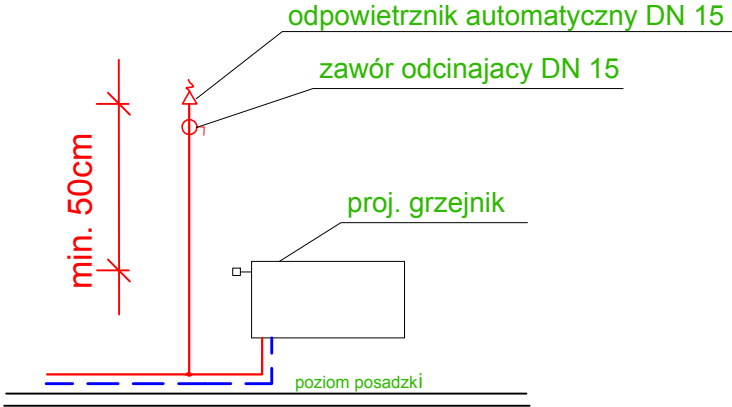 odpowietrznik automatyczny DN 15
zawór odcinajacy DN 15
min. 50cm
proj. grzejnik
poziom posadzki